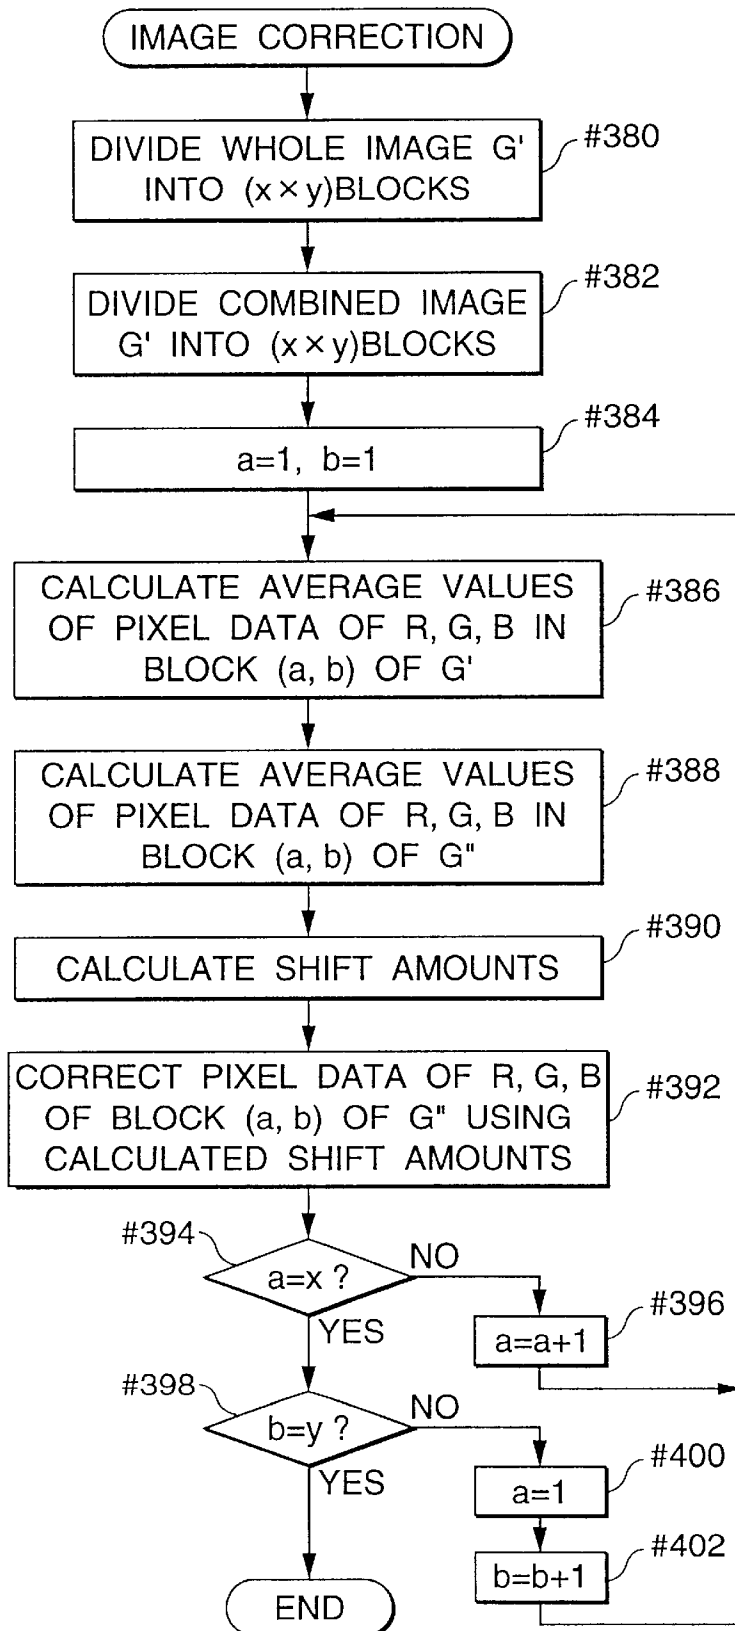 IMAGE CORRECTION
#380
DIVIDE WHOLE IMAGE G'
INTO (x×y)BLOCKS
#382
DIVIDE COMBINED IMAGE
G' INTO (x×y)BLOCKS
#384
a=1, b=1
#386
CALCULATE AVERAGE VALUES
OF PIXEL DATA OF R, G, B IN
BLOCK (a, b) OF G'
#388
CALCULATE AVERAGE VALUES
OF PIXEL DATA OF R, G, B IN
BLOCK (a, b) OF G"
#390
CALCULATE SHIFT AMOUNTS
#392
CORRECT PIXEL DATA OF R, G, B
OF BLOCK (a, b) OF G" USING
CALCULATED SHIFT AMOUNTS
#394
a=x ?
NO
YES
#396
a=a+1
#398
b=y ?
NO
YES
#400
a=1
#402
b=b+1
END